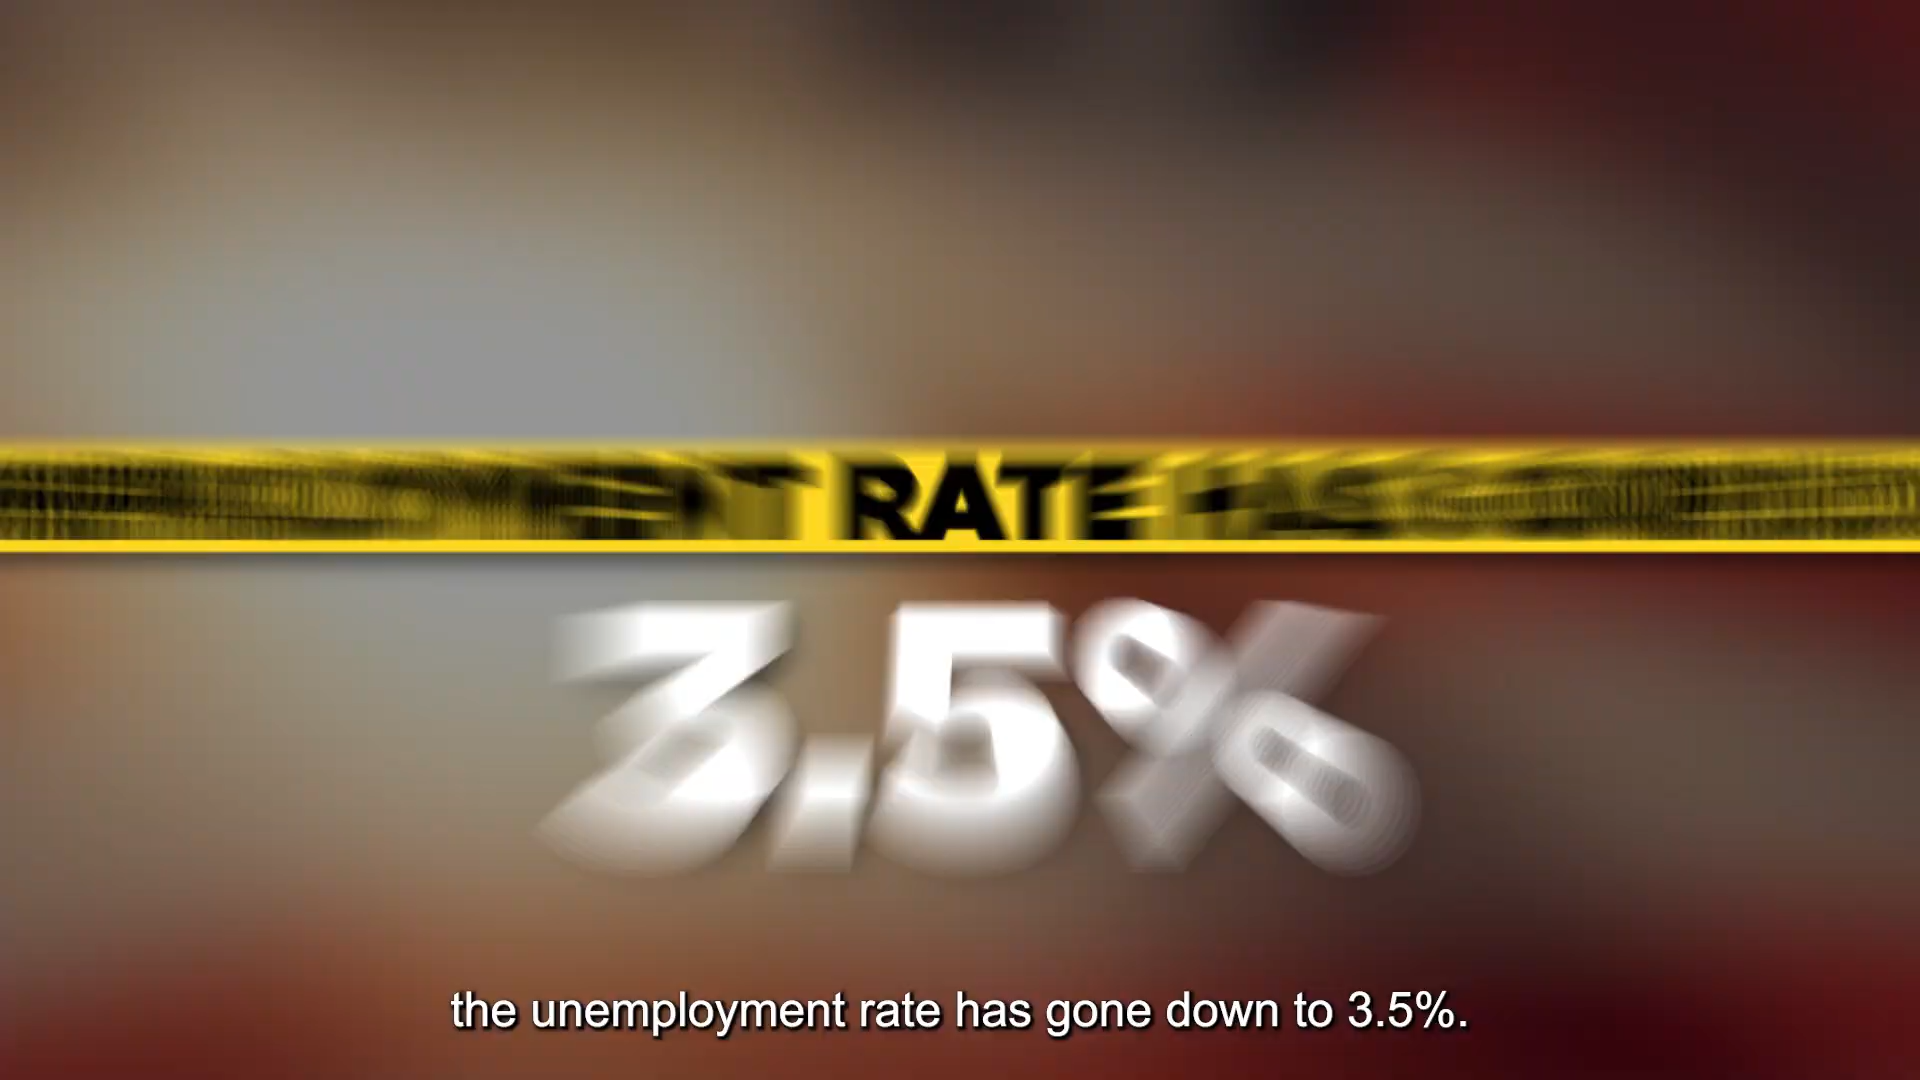 RATE
3.5%
the unemployment rate has gone down to 3.5%.